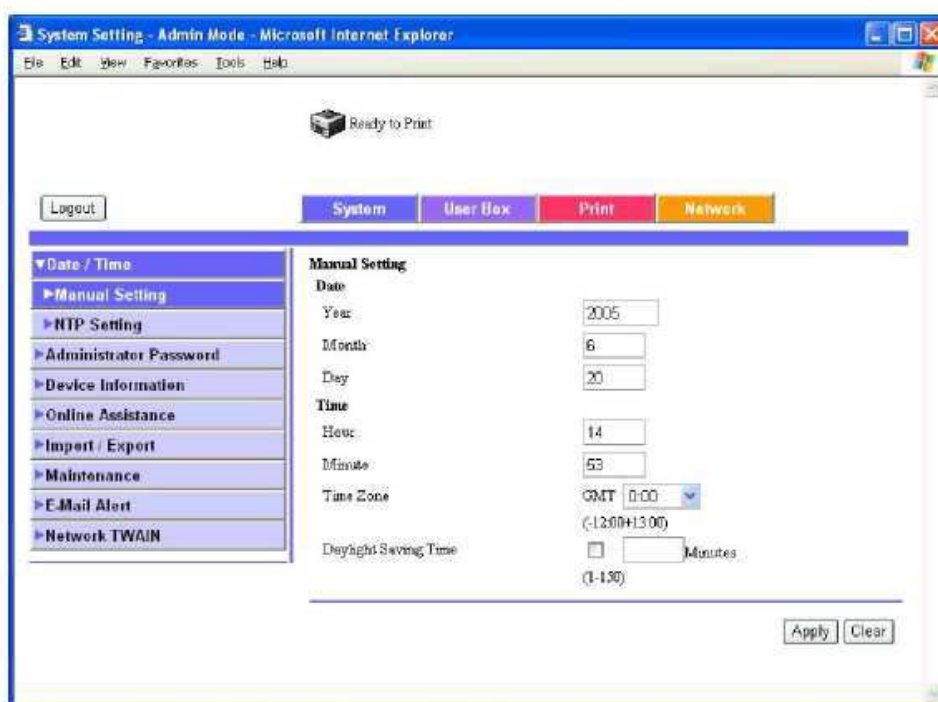 System Setting - Admin Mode - Microsoft Internet Explorer
File Edit View Favorites Tools Help
Ready to Print
Logout
System User Box Print Network
Date / Time
Manual Setting
NTP Setting
Administrator Password
Device Information
Online Assistance
Import / Export
Maintenance
E-Mail Alert
Network TWAIN
Manual Setting
Date
Year 2005
Month 6
Day 20
Time
Hour 14
Minute 53
Time Zone GMT 0:00
(-12:00+13:00)
Daylight Saving Time Minutes
(1-150)
Apply Clear